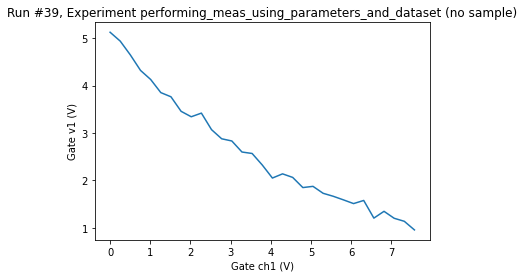 Run #39, Experiment performing_meas_using_parameters_and_dataset (no sample)
5
4
3
2
1
Gate v1 (V)
0 1 2 3 4 5 6 7
Gate ch1 (V)